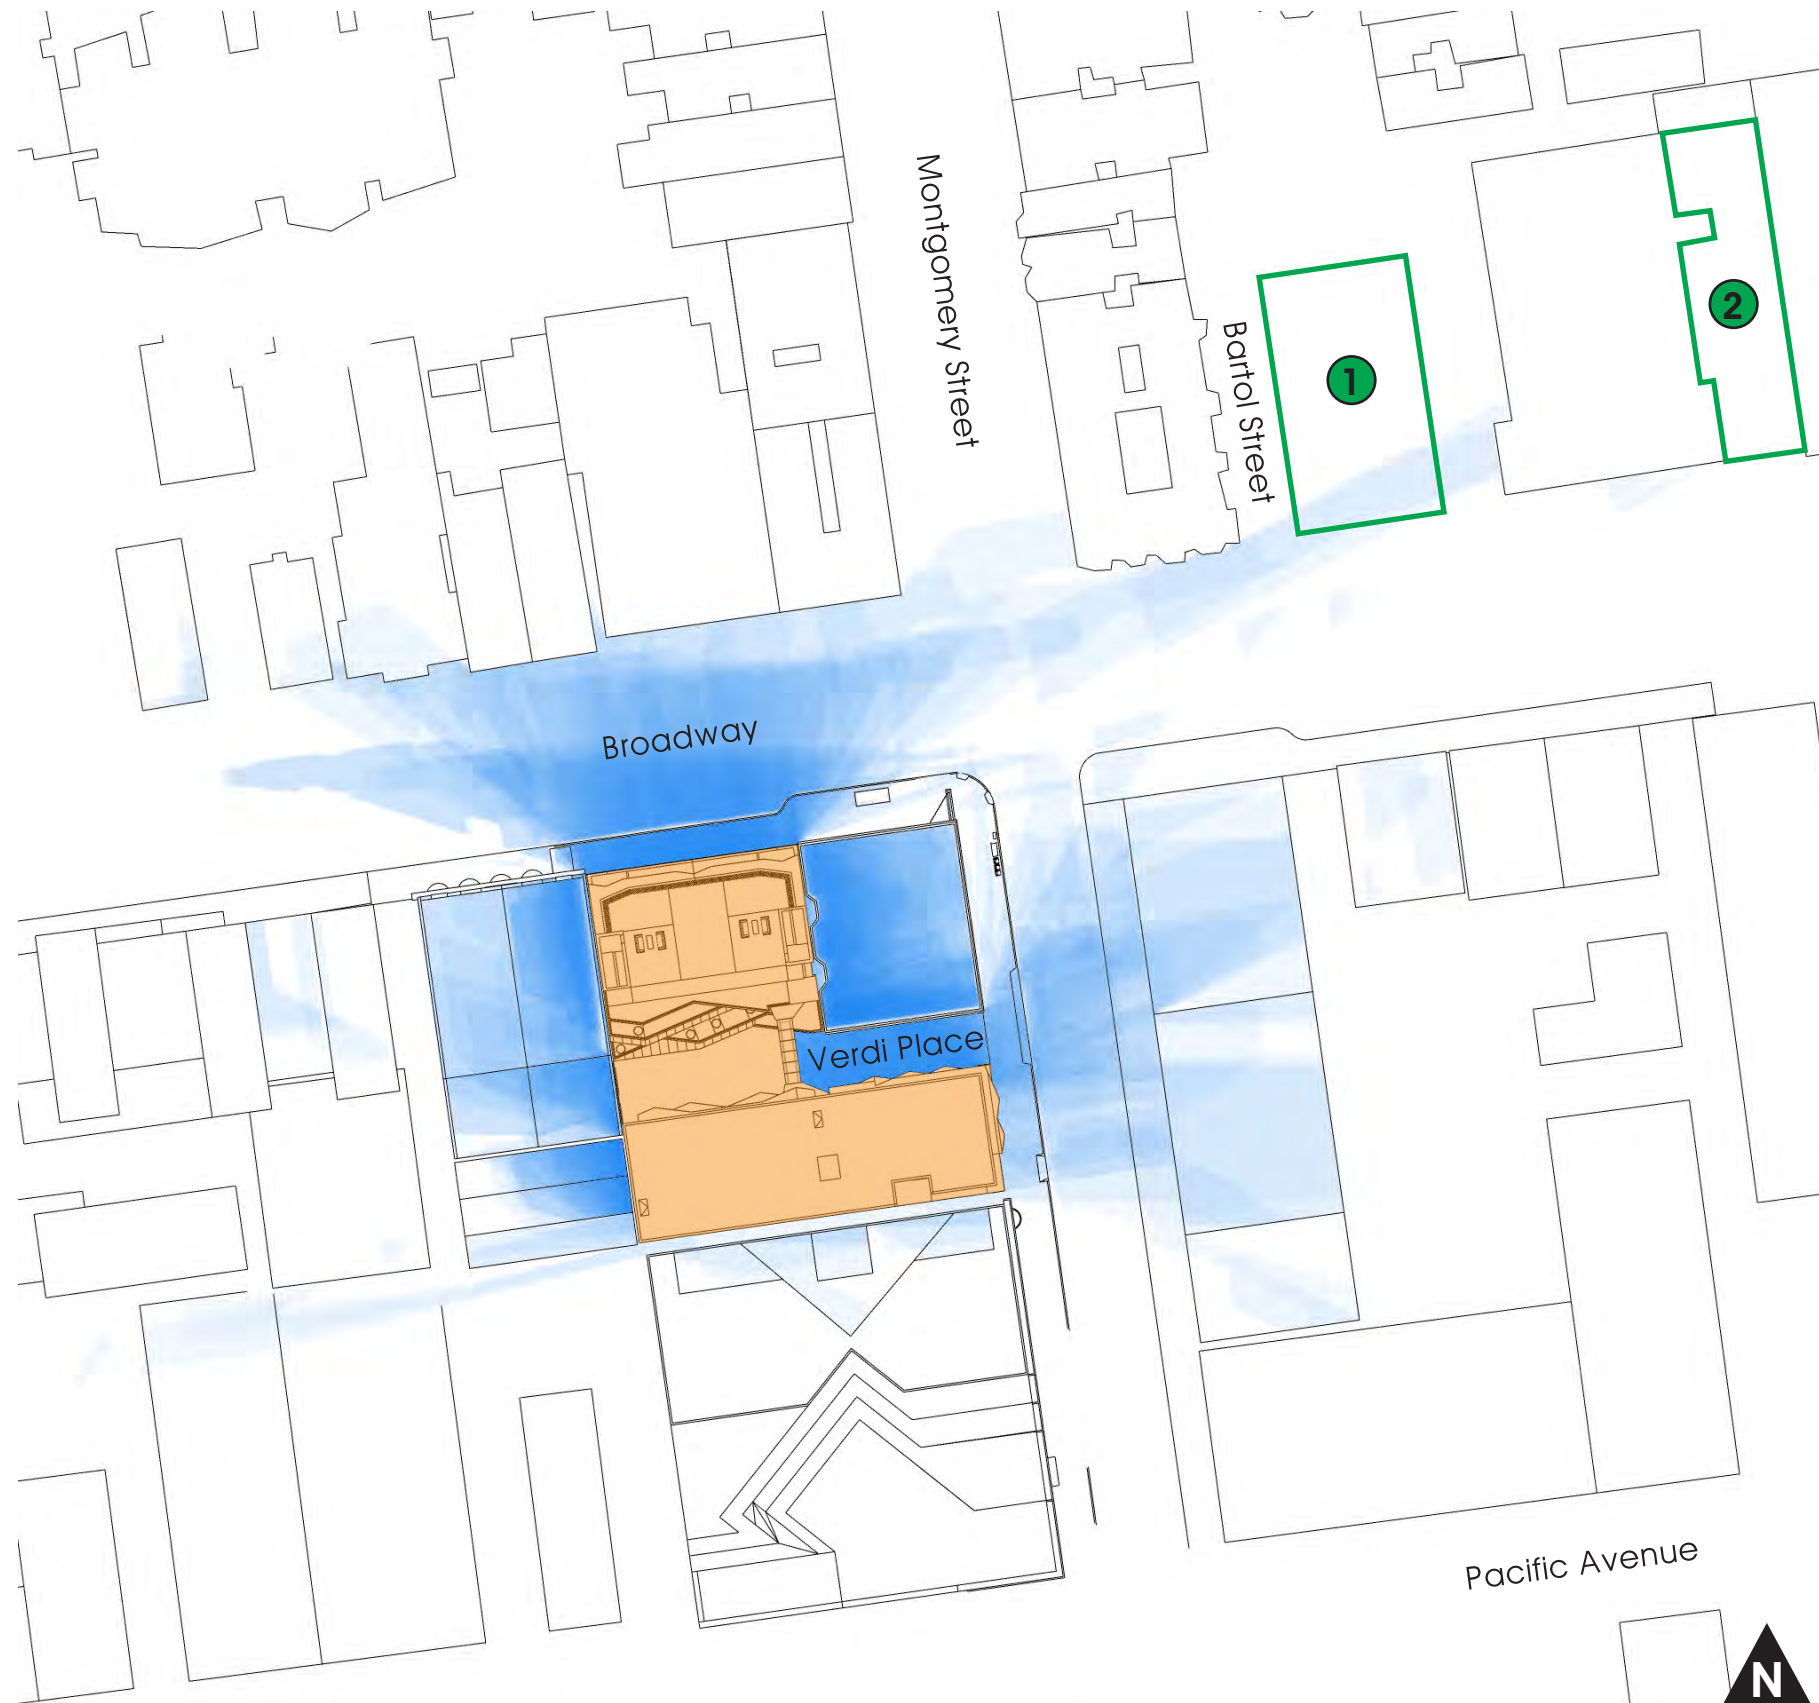 Montgomery Street
2
Bartol Street
1
Broadway
Verdi Place
Pacific Avenue
N